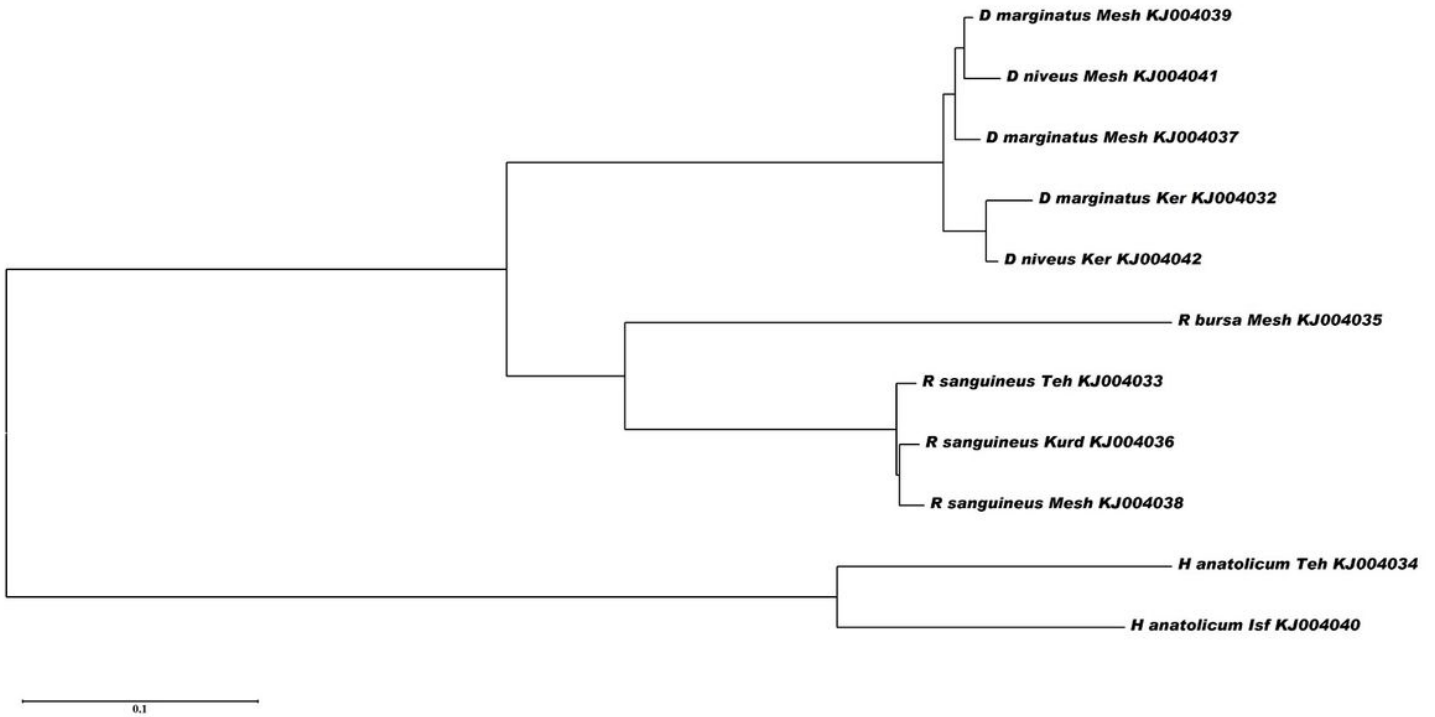 D marginatus Mesh KJ004039
D niveus Mesh KJ004041
D marginatus Mesh KJ004037
D marginatus Ker KJ004032
D niveus Ker KJ004042
R bursa Mesh KJ004035
R sanguineus Teh KJ004033
R sanguineus Kurd KJ004036
R sanguineus Mesh KJ004038
H anatolicum Teh KJ004034
H anatolicum Isf KJ004040
0.1